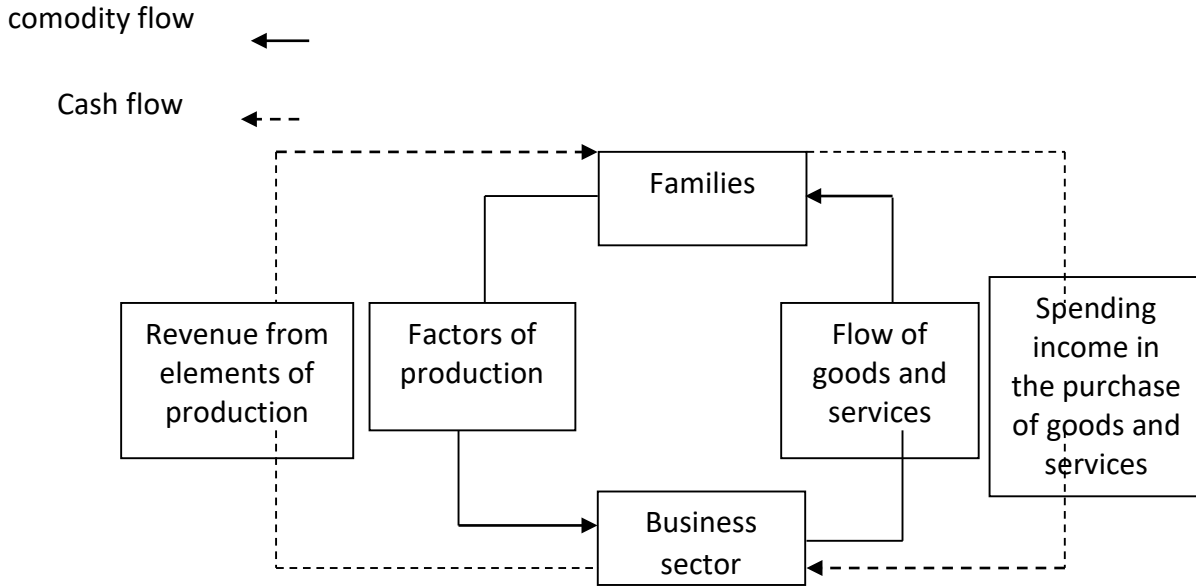 comodity flow
Cash flow
Families
Revenue from
elements of
production
Factors of
production
Flow of
goods and
services
Spending
income in
the purchase
of goods and
services
Business
sector